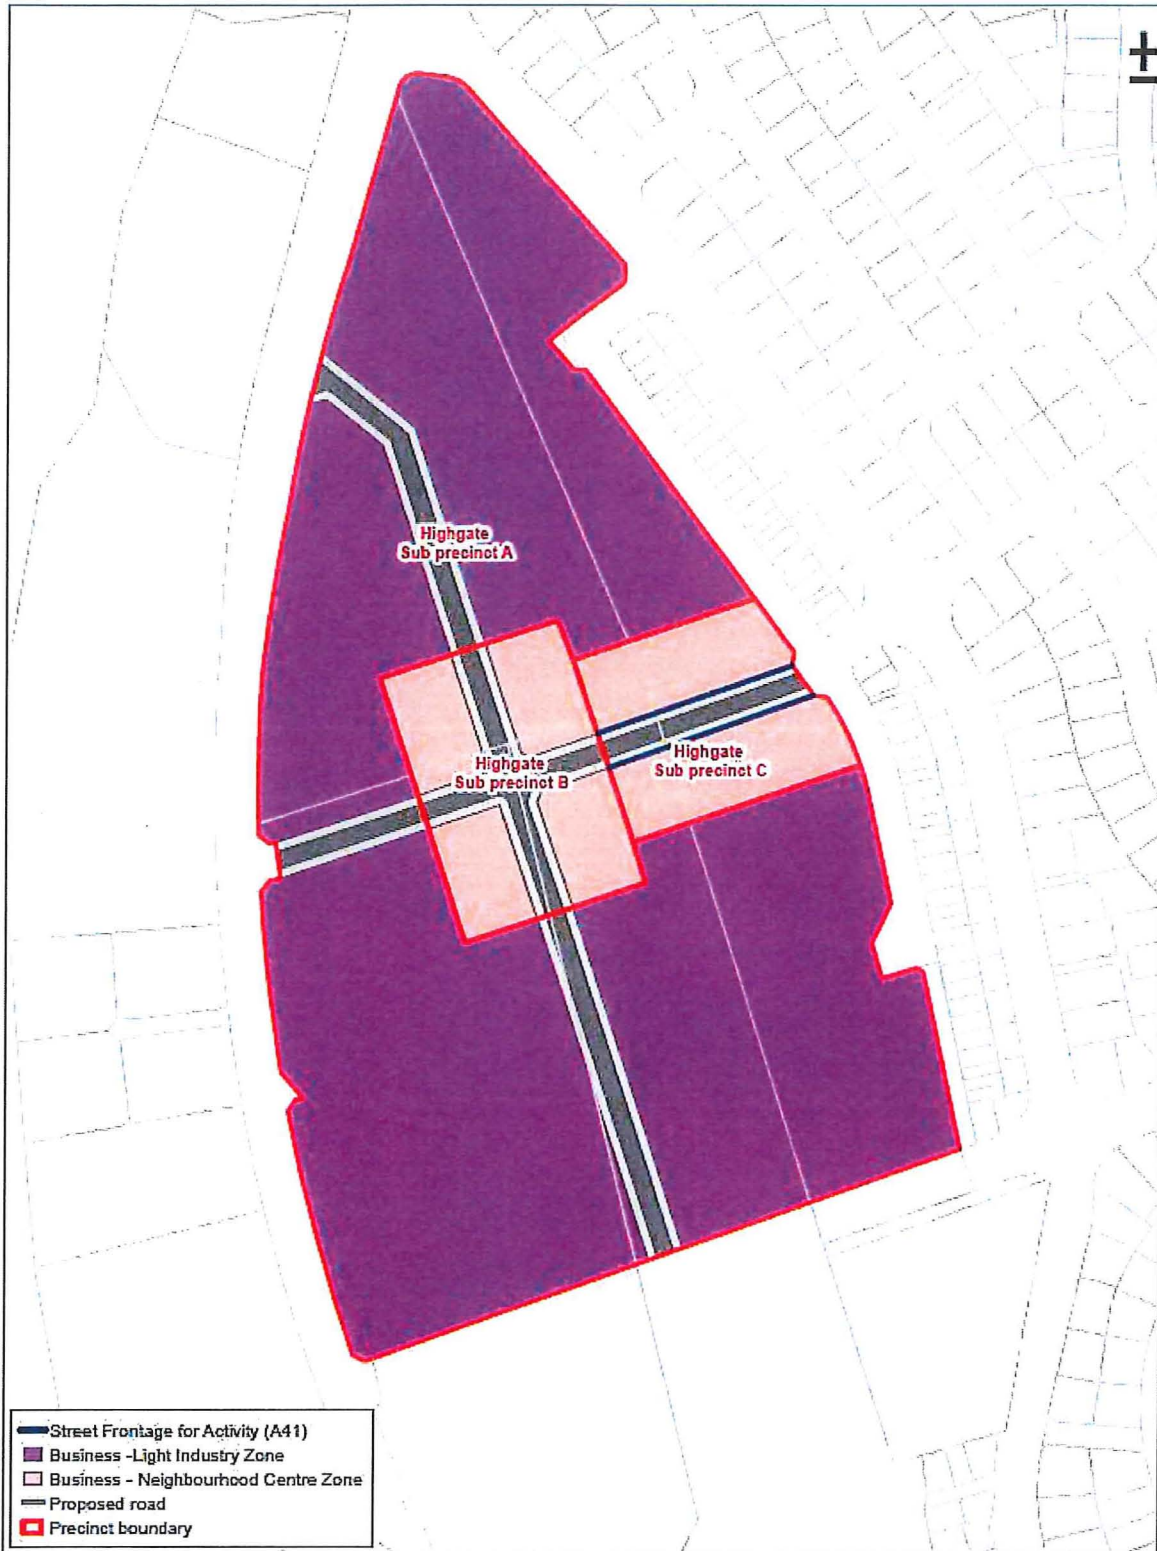 Highgate
Sub precinct A
Highgate
Sub precinct B
Highgate
Sub precinct C
Street Frontage for Activity (A41)
Business -Light Industry Zone
Business - Neighbourhood Centre Zone
Proposed road
Precinct boundary